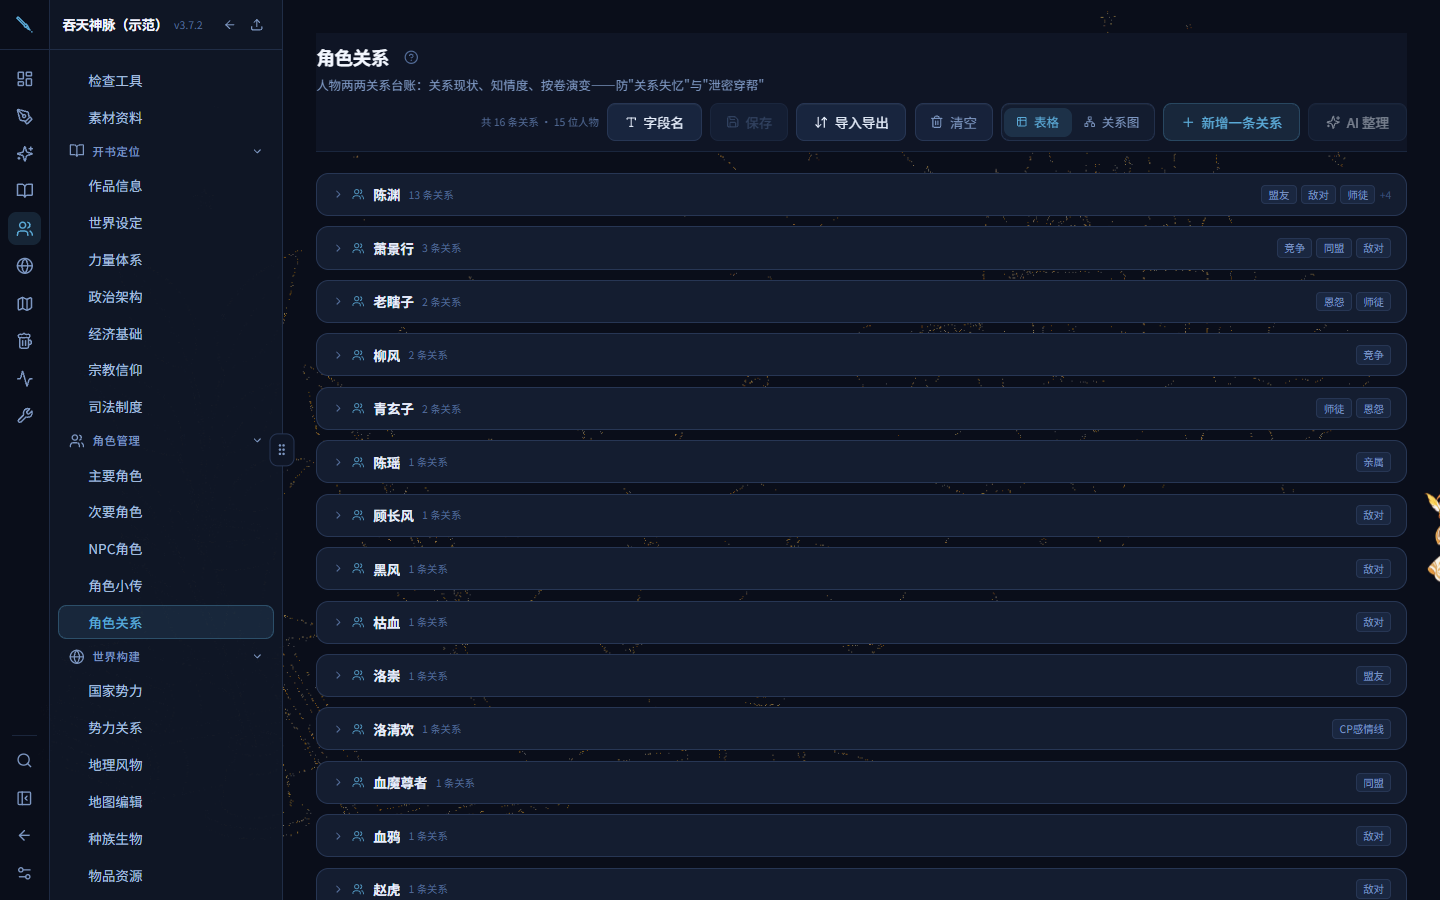 吞天神脉（示范） v3.7.2
检查工具
素材资料
开书定位
作品信息
世界设定
力量体系
政治架构
经济基础
宗教信仰
司法制度
角色管理
主要角色
次要角色
NPC角色
角色小传
角色关系
世界构建
国家势力
势力关系
地理风物
地图编辑
种族生物
物品资源
角色关系
人物两两关系台账：关系现状、知情度、按卷演变——防"关系失忆"与"泄密穿帮"
共 16 条关系 · 15 位人物 字段名 保存 导入导出 清空 表格 关系图 新增一条关系 AI 整理
陈渊 13 条关系 盟友 敌对 师徒 +4
萧景行 3 条关系 竞争 同盟 敌对
老瞎子 2 条关系 恩怨 师徒
柳风 2 条关系 竞争
青玄子 2 条关系 师徒 恩怨
陈瑶 1 条关系 亲属
顾长风 1 条关系 敌对
黑风 1 条关系 敌对
枯血 1 条关系 敌对
洛崇 1 条关系 盟友
洛清欢 1 条关系 CP感情线
血魔尊者 1 条关系 同盟
血鸦 1 条关系 敌对
赵虎 1 条关系 敌对